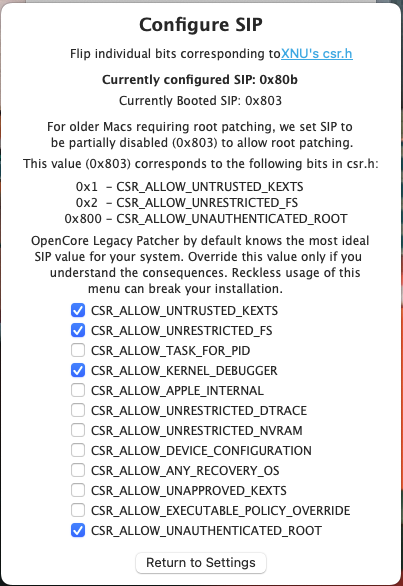 Configure SIP
Flip individual bits corresponding toXNU's csr.h
Currently configured SIP: 0x80b
Currently Booted SIP: 0x803
For older Macs requiring root patching, we set SIP to
be partially disabled (0x803) to allow root patching.
This value (0x803) corresponds to the following bits in csr.h:
0x1 - CSR_ALLOW_UNTRUSTED_KEXTS
0x2 - CSR_ALLOW_UNRESTRICTED_FS
0x800 - CSR_ALLOW_UNAUTHENTICATED_ROOT
OpenCore Legacy Patcher by default knows the most ideal
SIP value for your system. Override this value only if you
understand the consequences. Reckless usage of this
menu can break your installation.
CSR_ALLOW_UNTRUSTED_KEXTS
CSR_ALLOW_UNRESTRICTED_FS
CSR_ALLOW_TASK_FOR_PID
CSR_ALLOW_KERNEL_DEBUGGER
CSR_ALLOW_APPLE_INTERNAL
CSR_ALLOW_UNRESTRICTED_DTRACE
CSR_ALLOW_UNRESTRICTED_NVRAM
CSR_ALLOW_DEVICE_CONFIGURATION
CSR_ALLOW_ANY_RECOVERY_OS
CSR_ALLOW_UNAPPROVED_KEXTS
CSR_ALLOW_EXECUTABLE_POLICY_OVERRIDE
CSR_ALLOW_UNAUTHENTICATED_ROOT
Return to Settings